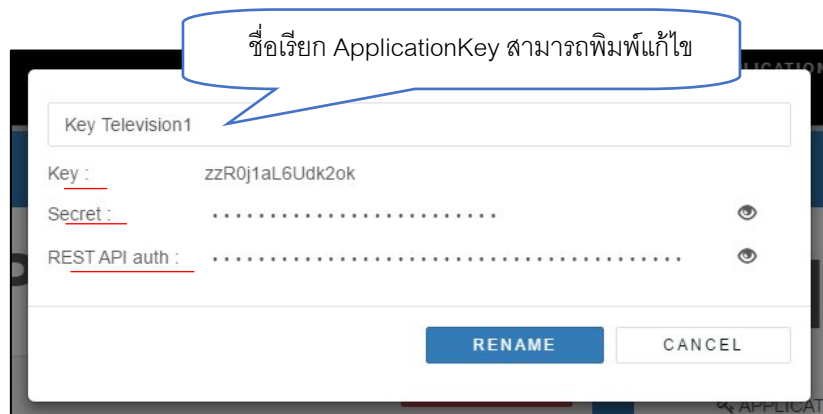 ชื่อเรียก ApplicationKey สามารถพิมพ์แก้ไข
Key Television1
Key : zzR0j1aL6Udk2ok
Secret : ••••••••••••••••••••••••••
REST API auth : •••••••••••••••••••••••••••••••••••••••••
RENAME CANCEL